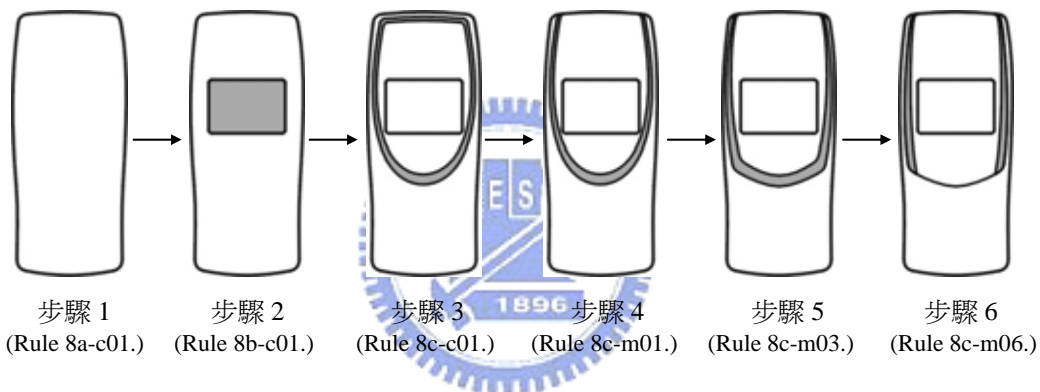 步驟 1 步驟 2 步驟 3 步驟 4 步驟 5 步驟 6
(Rule 8a-c01.) (Rule 8b-c01.) (Rule 8c-c01.) (Rule 8c-m01.) (Rule 8c-m03.) (Rule 8c-m06.)
E S
1896